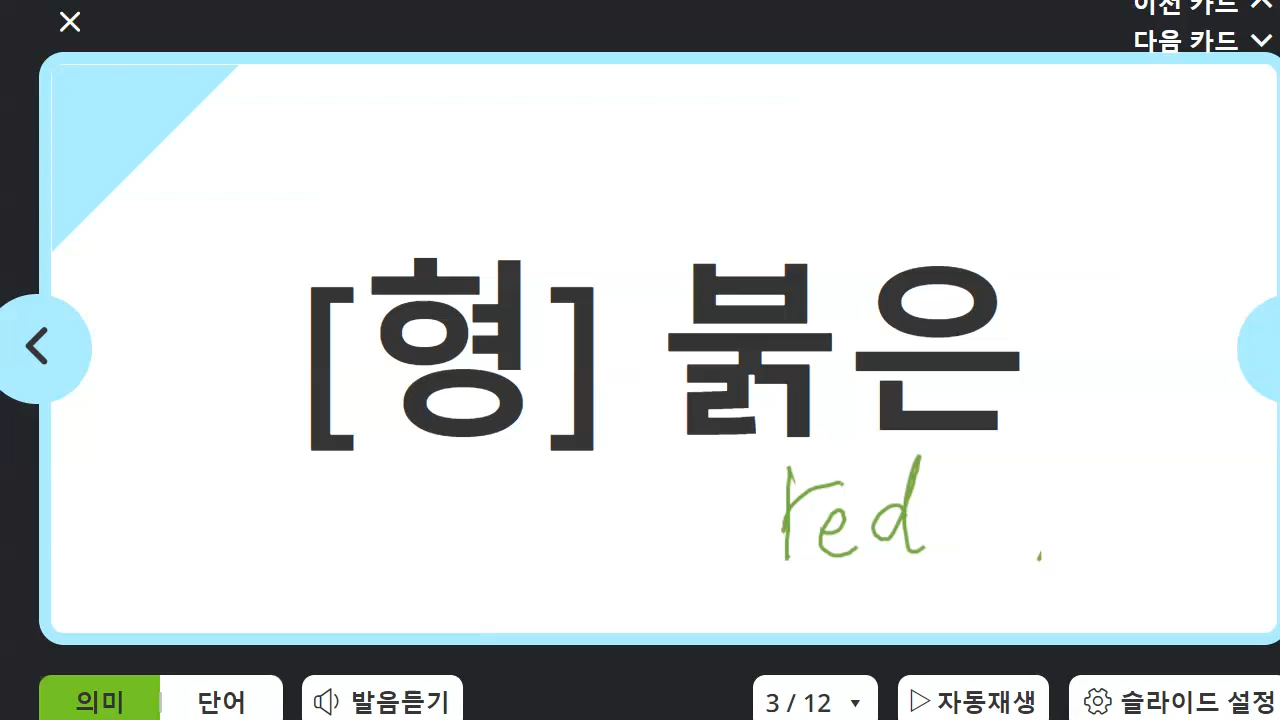 이전 카드
다음 카드
[형] 붉은
red
의미 단어 발음듣기 3 / 12 자동재생 슬라이드 설정